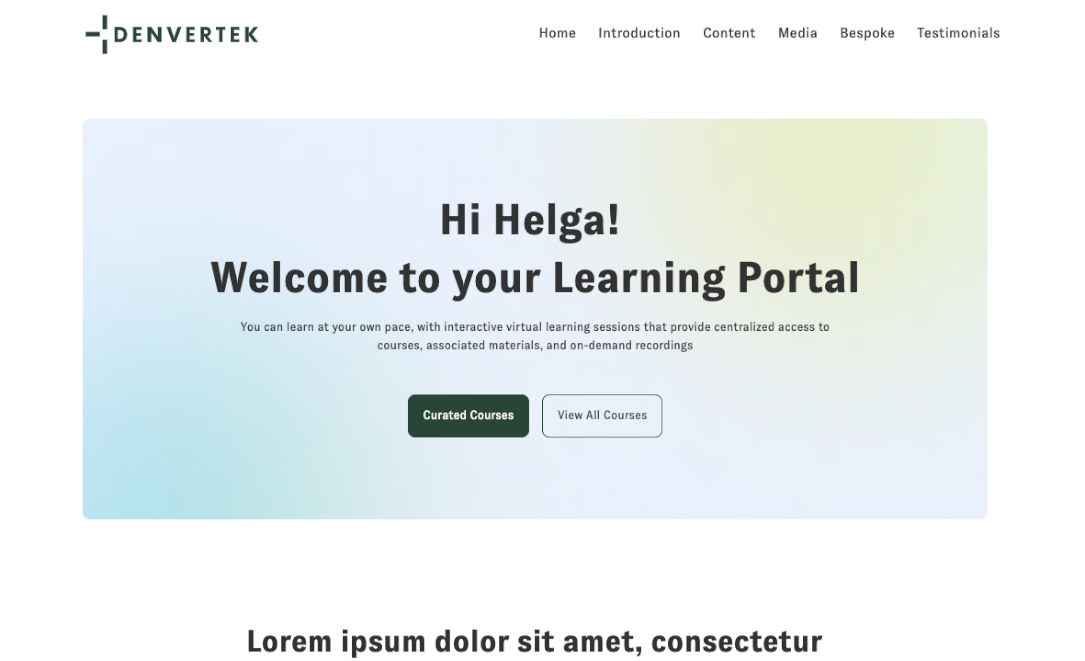 DENVERTEK
Home Introduction Content Media Bespoke Testimonials
Hi Helga!
Welcome to your Learning Portal
You can learn at your own pace, with interactive virtual learning sessions that provide centralized access to
courses, associated materials, and on-demand recordings
Curated Courses View All Courses
Lorem ipsum dolor sit amet, consectetur